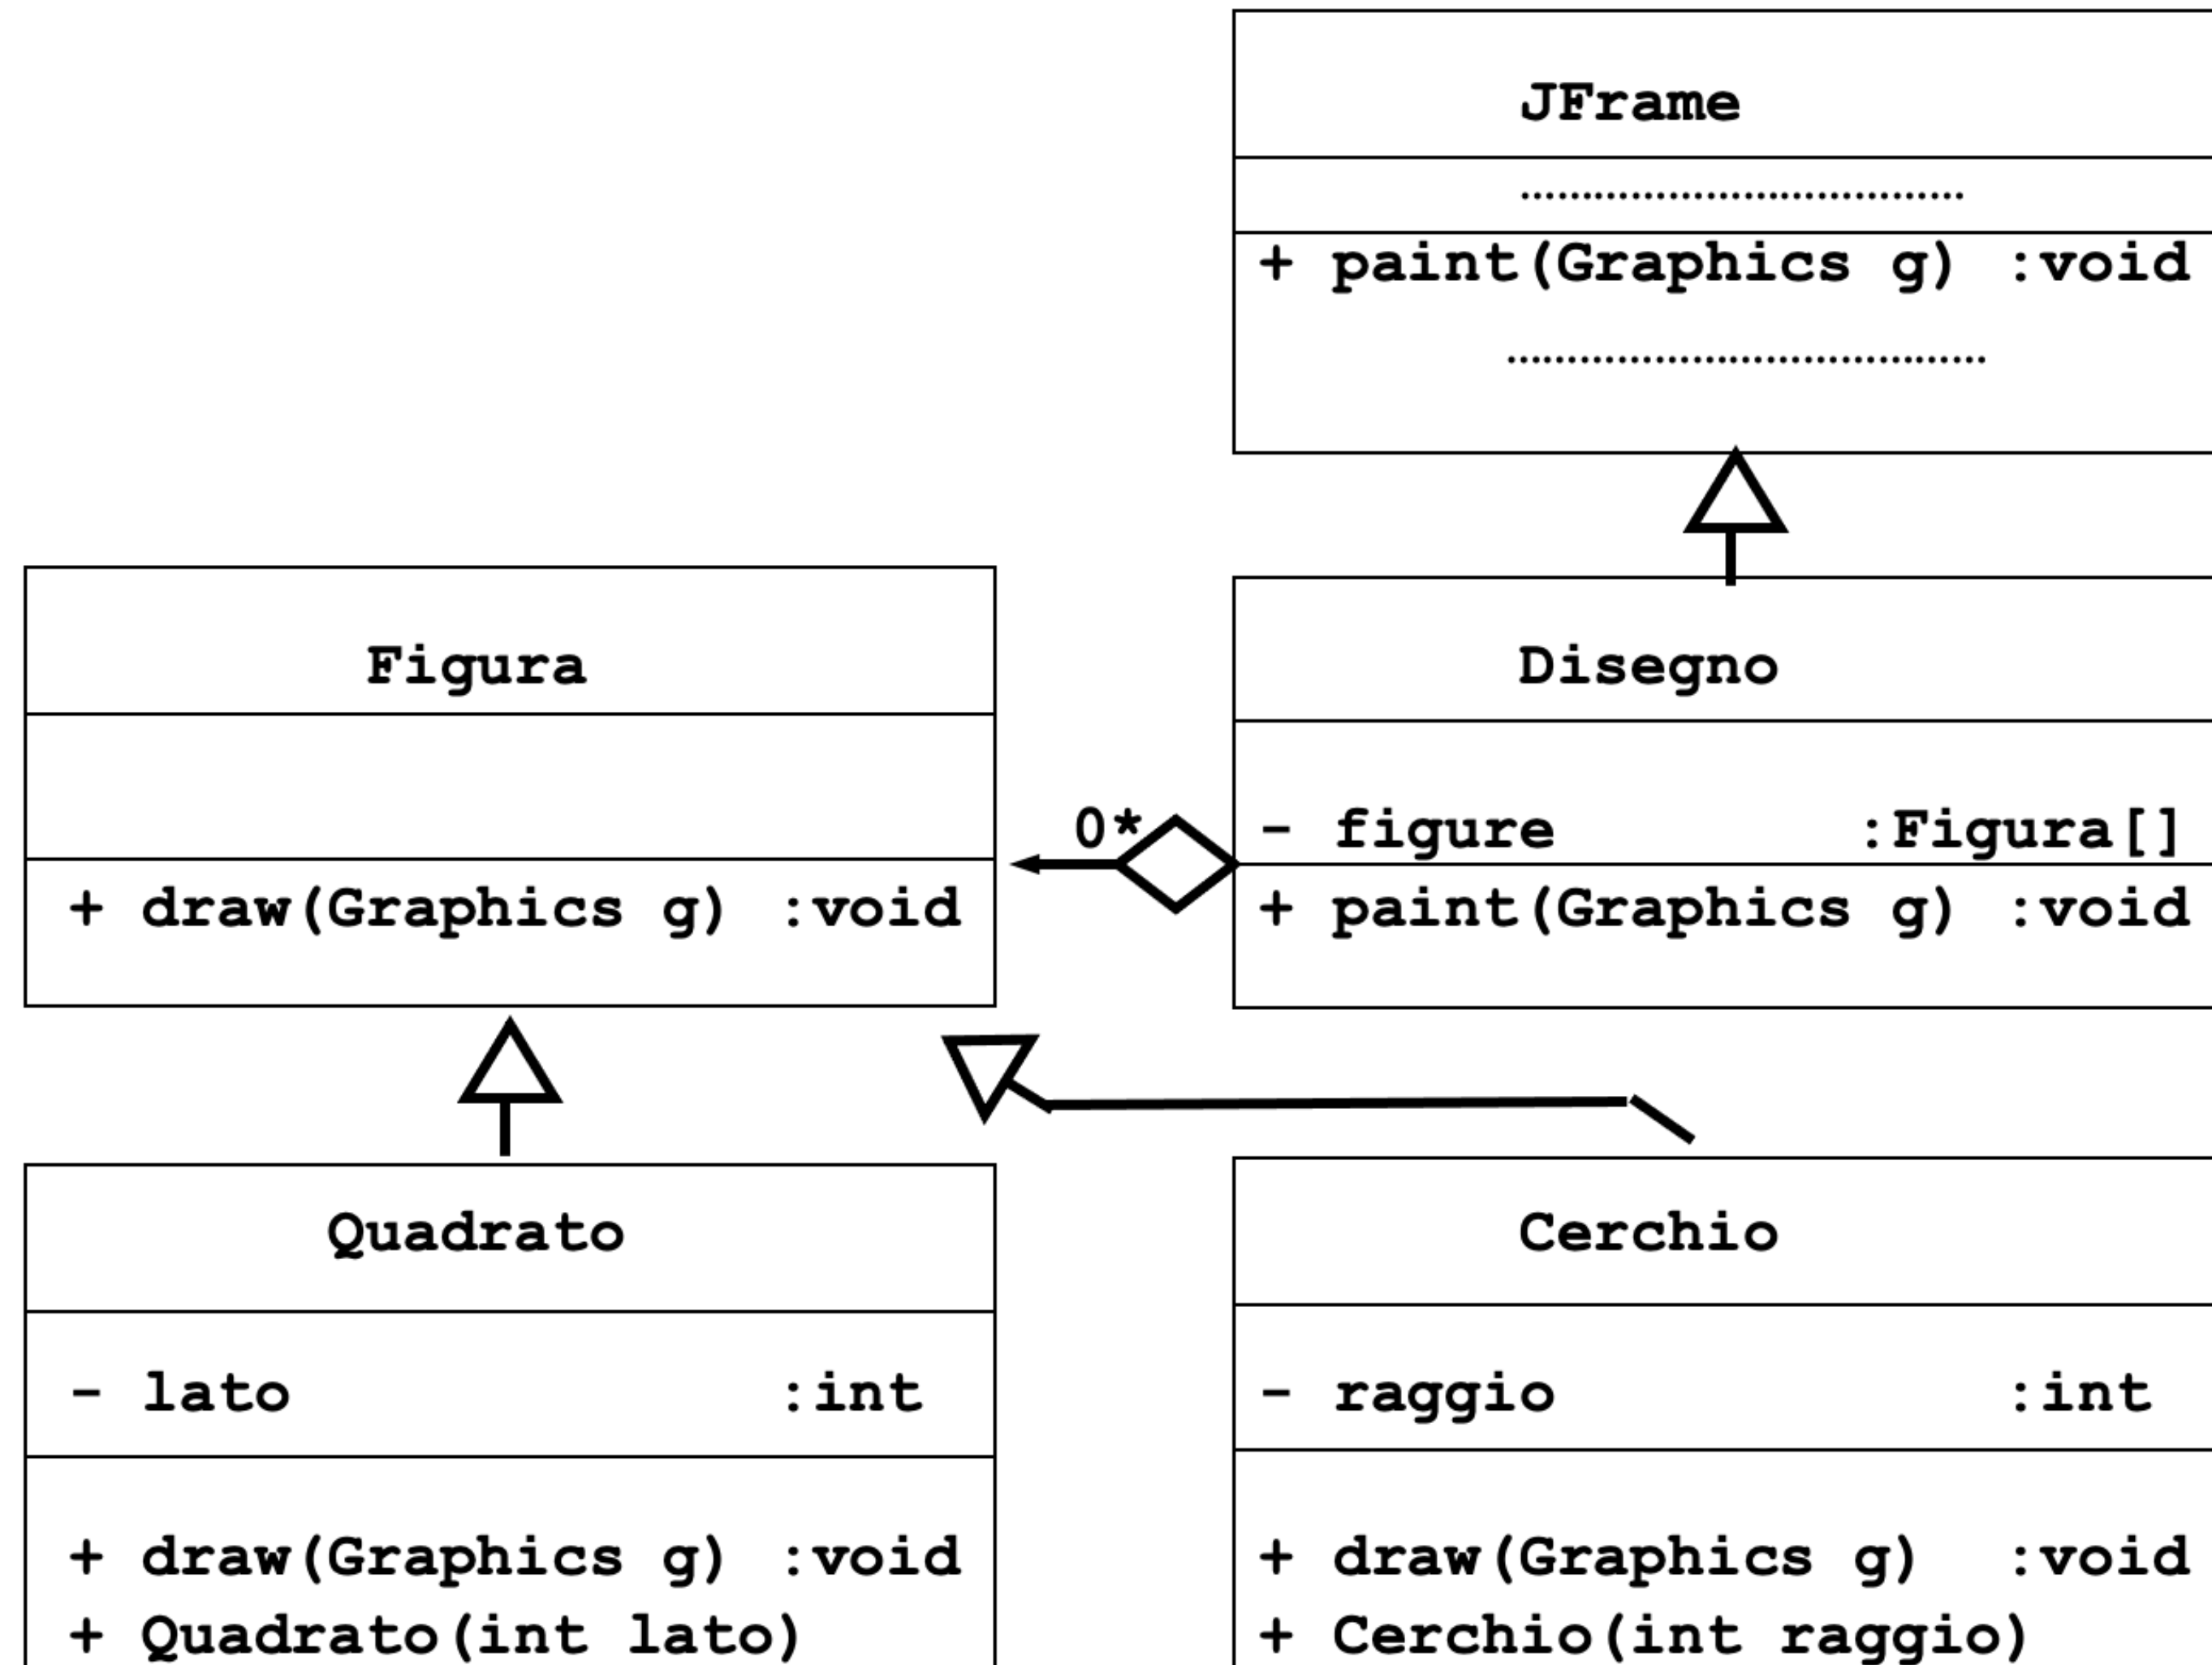 JFrame
+ paint(Graphics g) :void
Figura
+ draw(Graphics g) :void
0*
Disegno
- figure :Figura[]
+ paint(Graphics g) :void
Quadrato
- lato :int
+ draw(Graphics g) :void
+ Quadrato(int lato)
Cerchio
- raggio :int
+ draw(Graphics g) :void
+ Cerchio(int raggio)